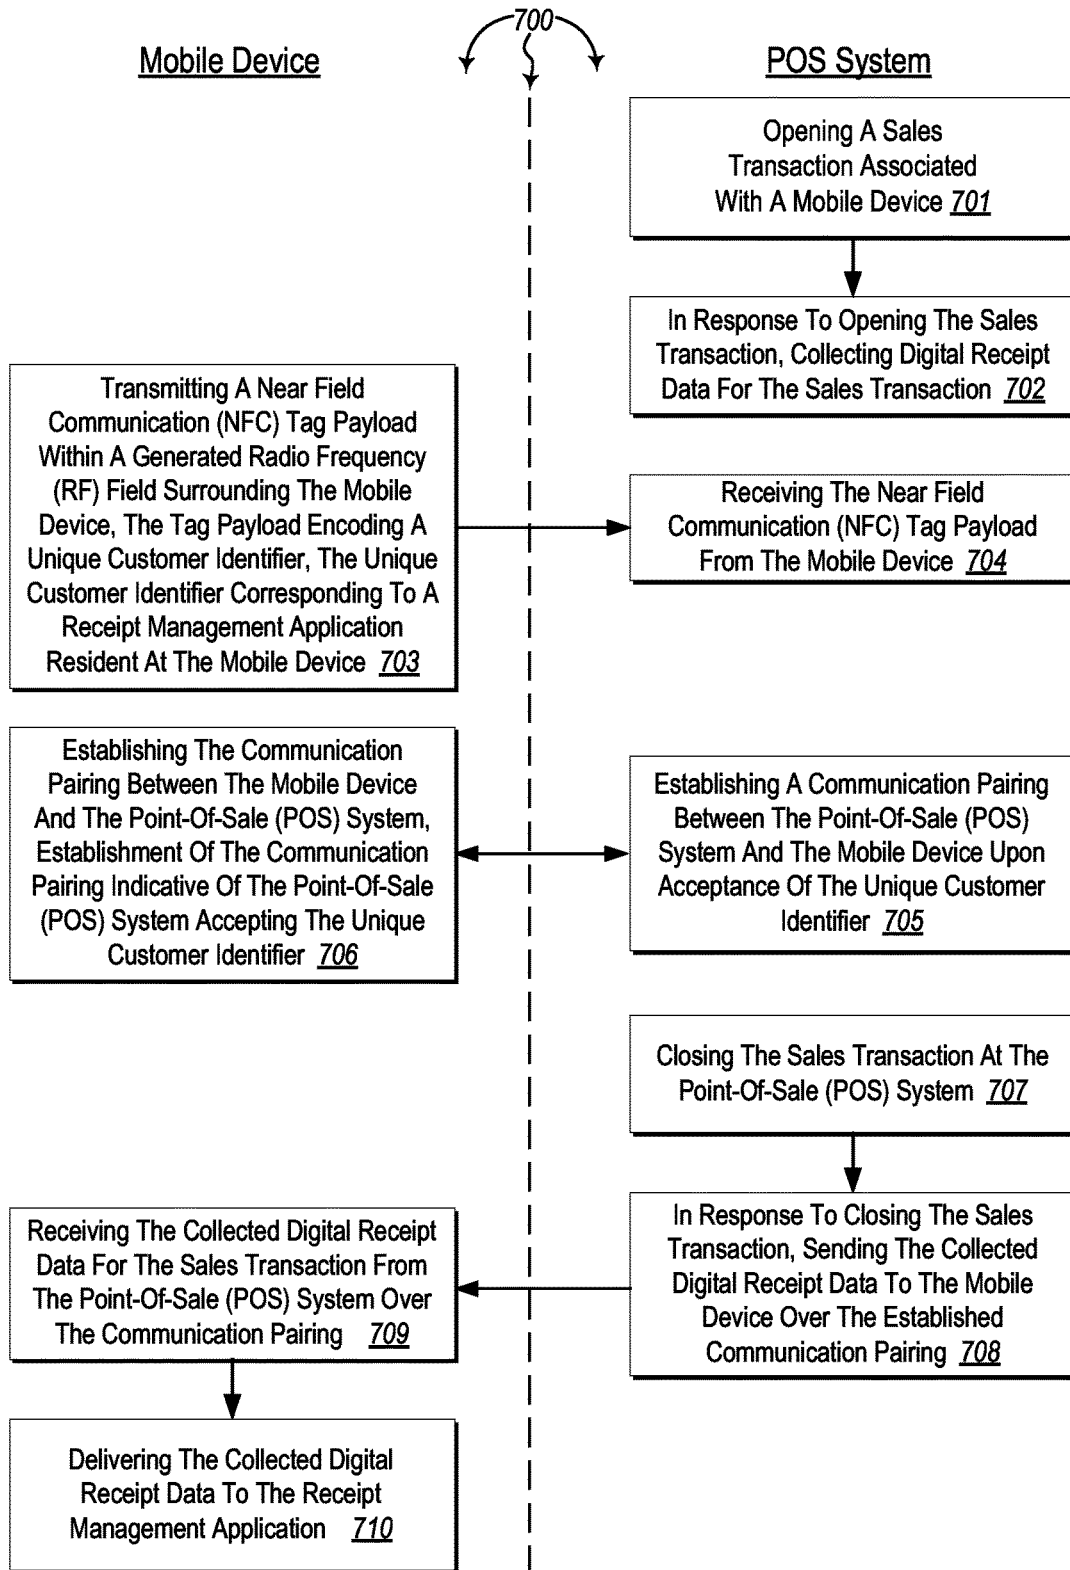 700
Mobile Device
POS System
Opening A Sales
Transaction Associated
With A Mobile Device 701
In Response To Opening The Sales
Transaction, Collecting Digital Receipt
Data For The Sales Transaction 702
Transmitting A Near Field
Communication (NFC) Tag Payload
Within A Generated Radio Frequency
(RF) Field Surrounding The Mobile
Device, The Tag Payload Encoding A
Unique Customer Identifier, The Unique
Customer Identifier Corresponding To A
Receipt Management Application
Resident At The Mobile Device 703
Receiving The Near Field
Communication (NFC) Tag Payload
From The Mobile Device 704
Establishing The Communication
Pairing Between The Mobile Device
And The Point-Of-Sale (POS) System,
Establishment Of The Communication
Pairing Indicative Of The Point-Of-Sale
(POS) System Accepting The Unique
Customer Identifier 706
Establishing A Communication Pairing
Between The Point-Of-Sale (POS)
System And The Mobile Device Upon
Acceptance Of The Unique Customer
Identifier 705
Closing The Sales Transaction At The
Point-Of-Sale (POS) System 707
In Response To Closing The Sales
Transaction, Sending The Collected
Digital Receipt Data To The Mobile
Device Over The Established
Communication Pairing 708
Receiving The Collected Digital Receipt
Data For The Sales Transaction From
The Point-Of-Sale (POS) System Over
The Communication Pairing 709
Delivering The Collected Digital
Receipt Data To The Receipt
Management Application 710